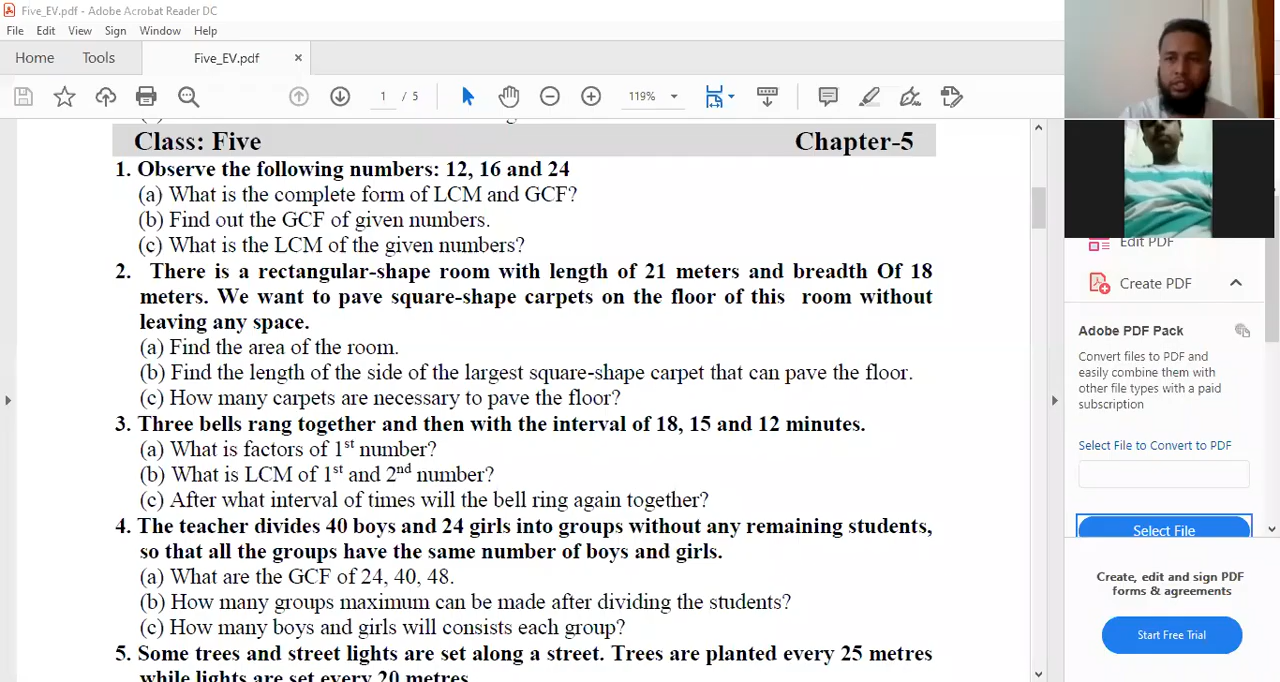 Five_EV.pdf - Adobe Acrobat Reader DC
File Edit View Sign Window Help
Home Tools Five_EV.pdf ×
1 / 5 119%
Class: Five Chapter-5
1. Observe the following numbers: 12, 16 and 24
(a) What is the complete form of LCM and GCF?
(b) Find out the GCF of given numbers.
(c) What is the LCM of the given numbers?
2. There is a rectangular-shape room with length of 21 meters and breadth Of 18
meters. We want to pave square-shape carpets on the floor of this room without
leaving any space.
(a) Find the area of the room.
(b) Find the length of the side of the largest square-shape carpet that can pave the floor.
(c) How many carpets are necessary to pave the floor?
3. Three bells rang together and then with the interval of 18, 15 and 12 minutes.
(a) What is factors of 1st number?
(b) What is LCM of 1st and 2nd number?
(c) After what interval of times will the bell ring again together?
4. The teacher divides 40 boys and 24 girls into groups without any remaining students,
so that all the groups have the same number of boys and girls.
(a) What are the GCF of 24, 40, 48.
(b) How many groups maximum can be made after dividing the students?
(c) How many boys and girls will consists each group?
5. Some trees and street lights are set along a street. Trees are planted every 25 metres
while lights are set every 20 metres.
Edit PDF
Create PDF
Adobe PDF Pack
Convert files to PDF and
easily combine them with
other file types with a paid
subscription
Select File to Convert to PDF
Select File
Create, edit and sign PDF
forms & agreements
Start Free Trial